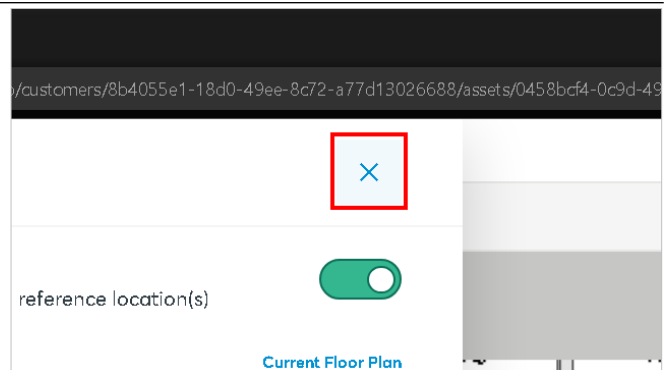 /customers/8b4055e1-18d0-49ee-8c72-a77d13026688/assets/0458bcf4-0c9d-49
reference location(s)
Current Floor Plan